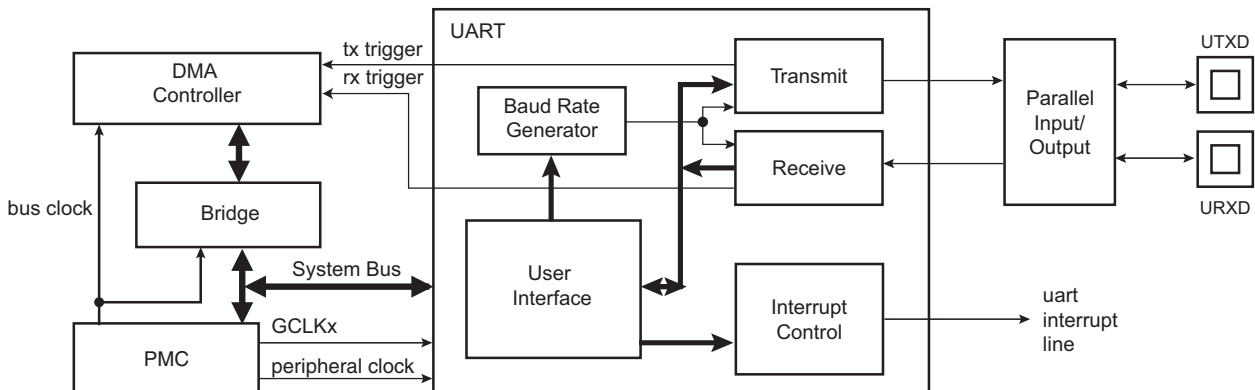 UART
tx trigger
rx trigger
DMA
Controller
Baud Rate
Generator
Transmit
Receive
Parallel
Input/
Output
UTXD
URXD
bus clock
Bridge
System Bus
User
Interface
Interrupt
Control
uart
interrupt
line
PMC
GCLKx
peripheral clock